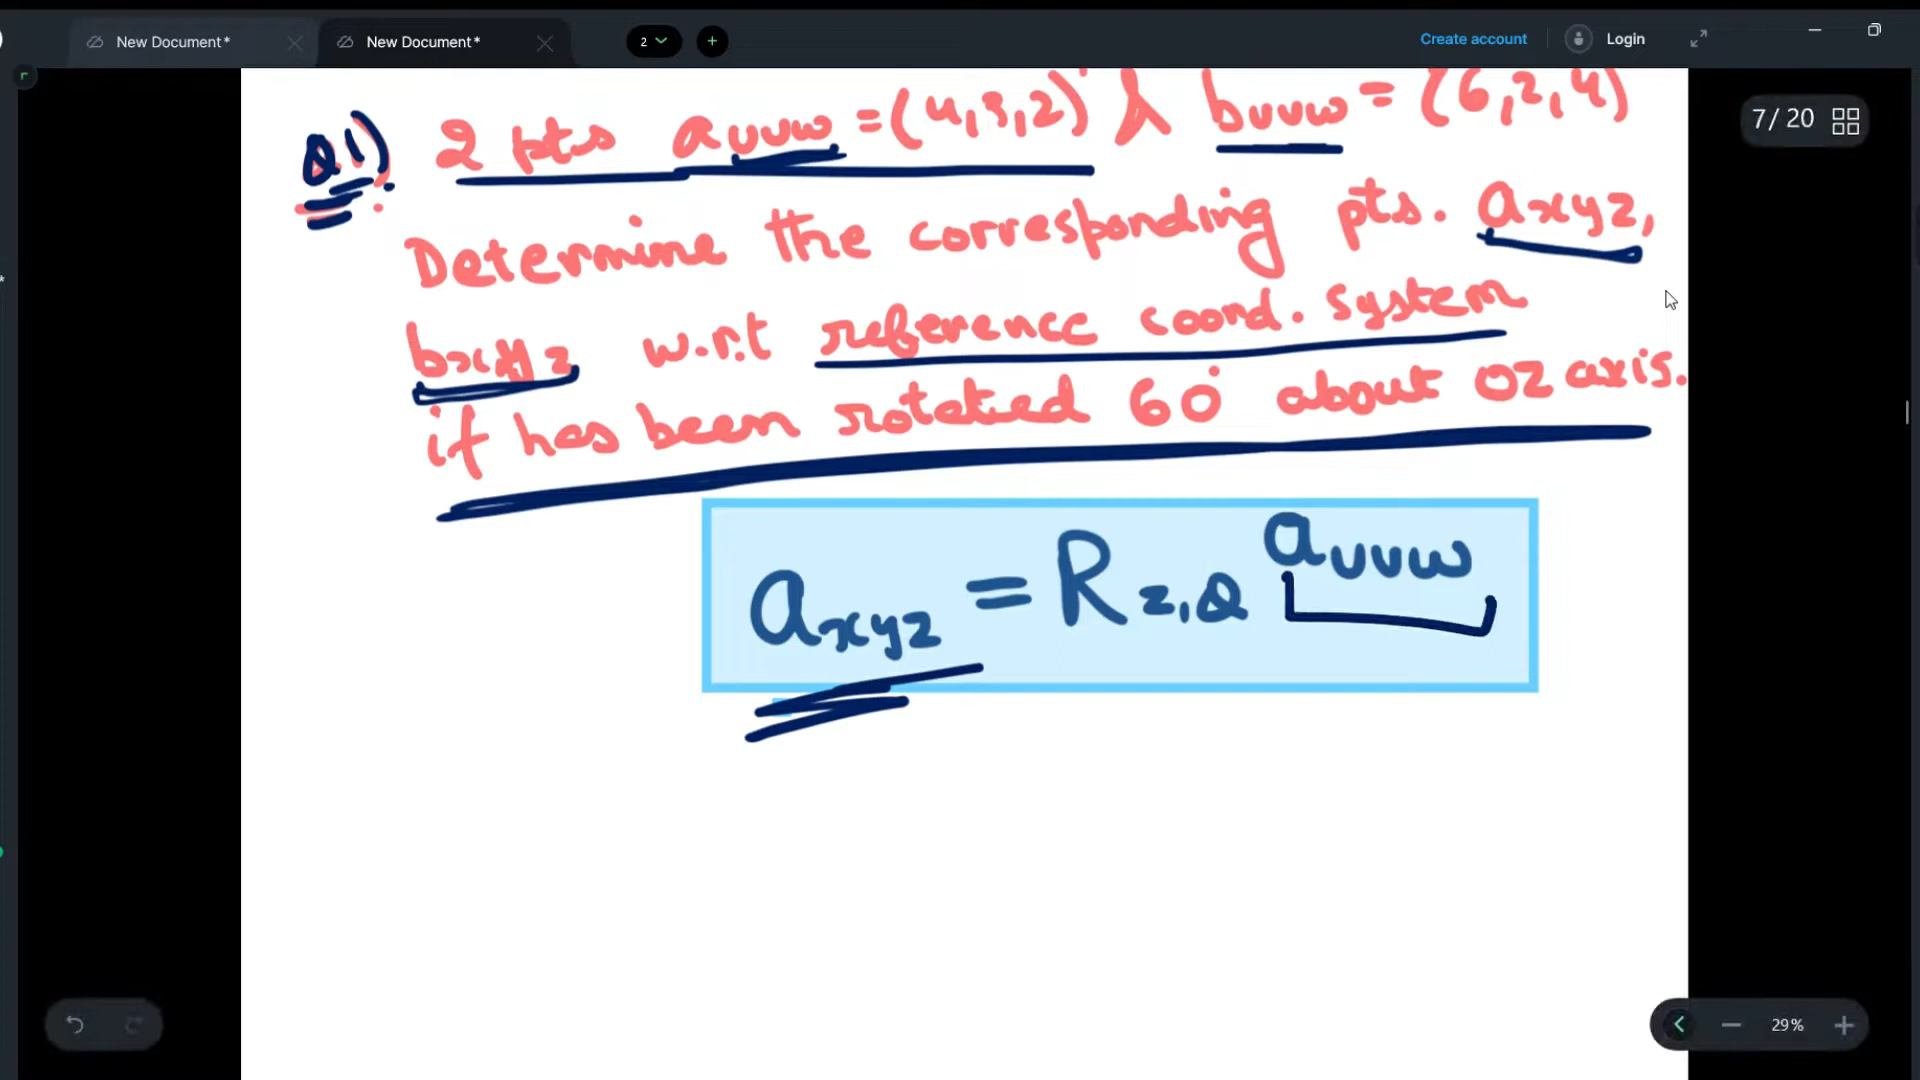 New Document*
New Document*
2
Create account
Login
7/ 20
Q1)
2 pts auvw = (4,3,2)' & buvw = (6,2,4)
Determine the corresponding pts. axyz,
bxyz w.r.t reference coord. system
if has been rotated 60° about OZ axis.
axyz = Rz,θ auvw
29%